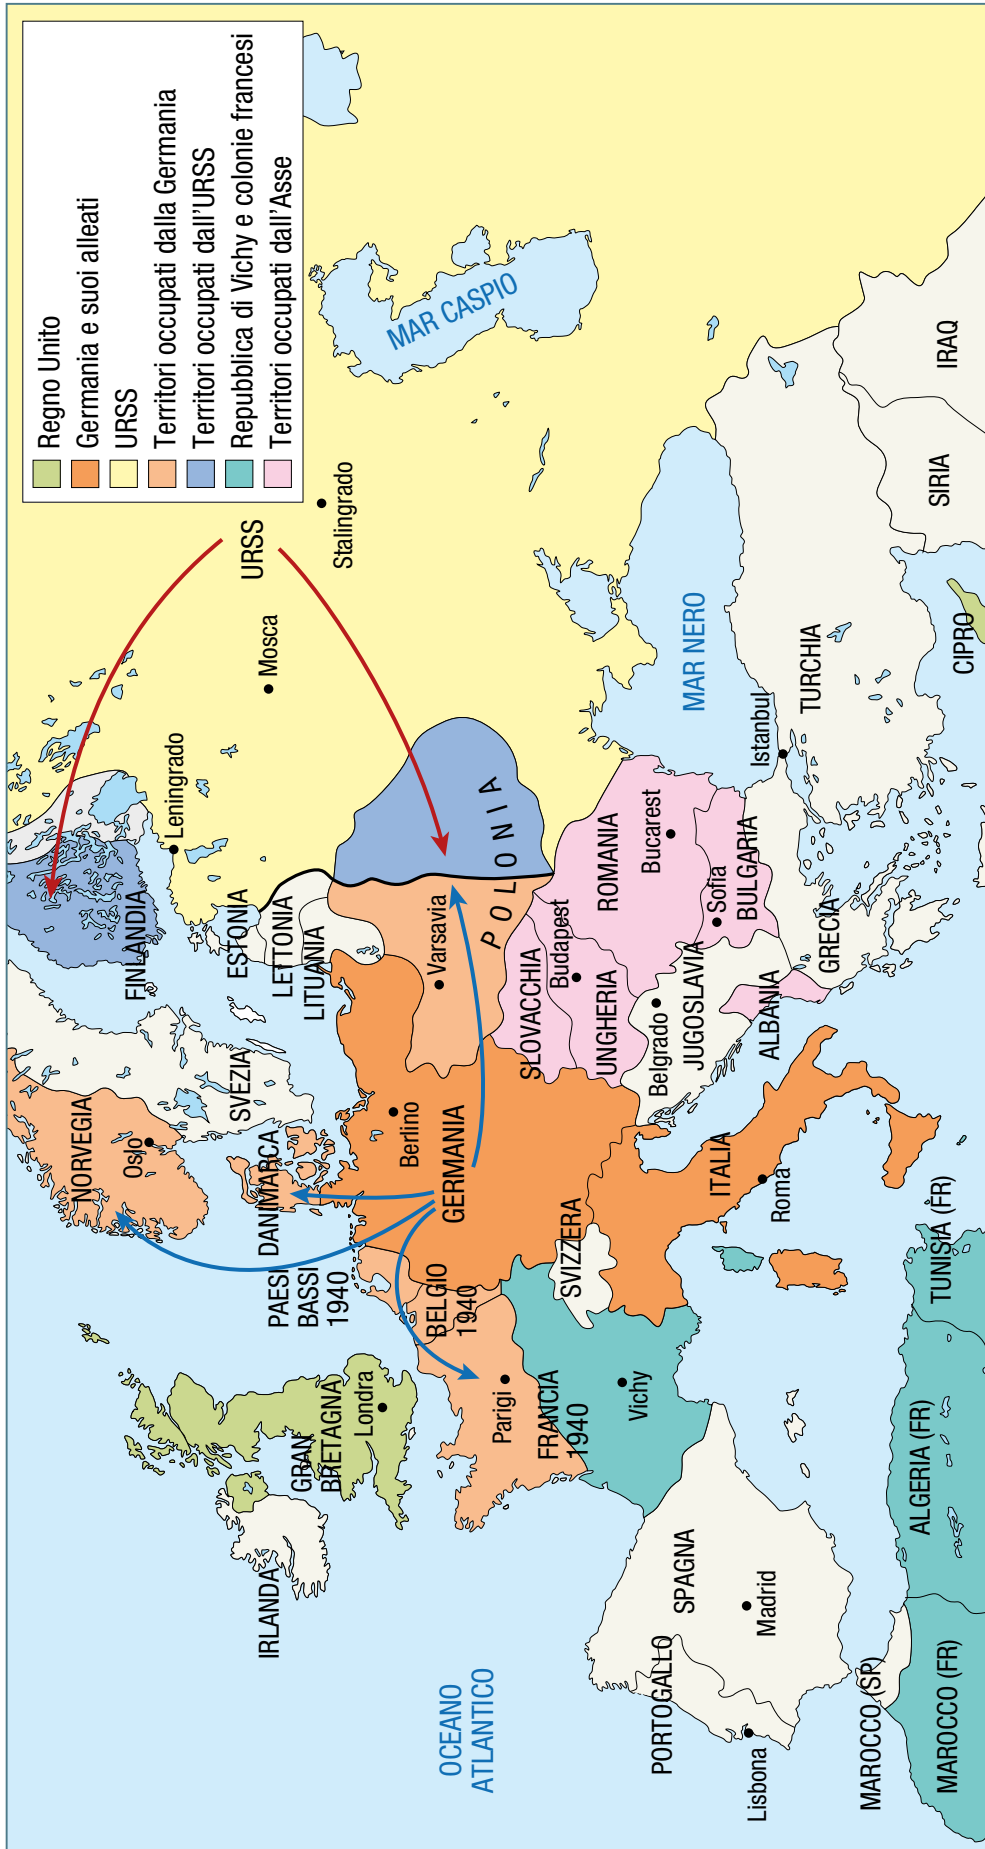 Regno Unito
Germania e suoi alleati
URSS
Territori occupati dalla Germania
Territori occupati dall'URSS
Repubblica di Vichy e colonie francesi
Territori occupati dall'Asse
NORVEGIA
Oslo
SVEZIA
FINLANDIA
Leningrado
ESTONIA
LETTONIA
LITUANIA
Mosca
URSS
Stalingrado
MAR CASPIO
IRLANDA
GRAN
BRETAGNA
Londra
PAESI
BASSI
1940
DANIMARCA
BELGIO
1940
Berlino
GERMANIA
Varsavia
POLONIA
OCEANO
ATLANTICO
Parigi
FRANCIA
1940
Vichy
SVIZZERA
SLOVACCHIA
Budapest
UNGHERIA
ROMANIA
Bucarest
MAR NERO
Belgrado
JUGOSLAVIA
Sofia
BULGARIA
ALBANIA
GRECIA
Istanbul
TURCHIA
ITALIA
Roma
PORTOGALLO
Lisbona
SPAGNA
Madrid
MAROCCO (SP)
MAROCCO (FR)
ALGERIA (FR)
TUNISIA (FR)
CIPRO
SIRIA
IRAQ